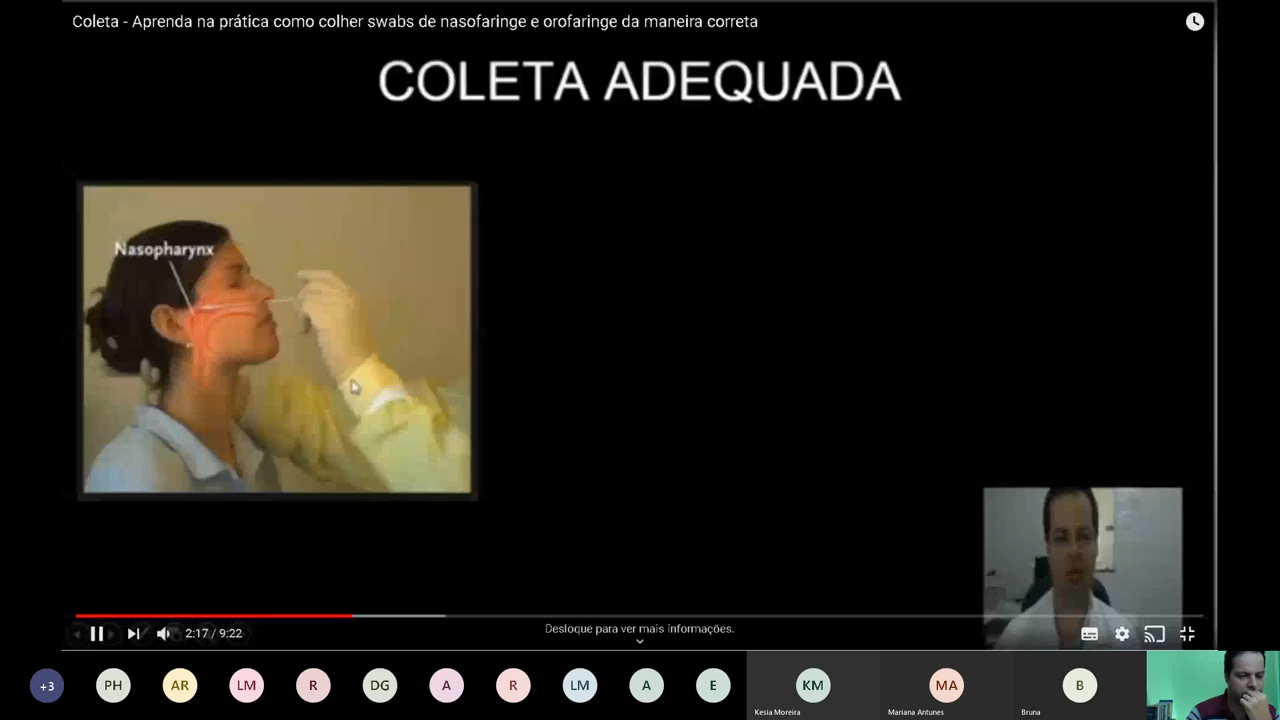 Coleta - Aprenda na prática como colher swabs de nasofaringe e orofaringe da maneira correta
COLETA ADEQUADA
Nasopharynx
2:17 / 9:22
Desloque para ver mais informações.
+3
PH
AR
LM
R
DG
A
R
LM
A
E
KM
MA
B
Kesia Moreira
Mariana Antunes
Bruna